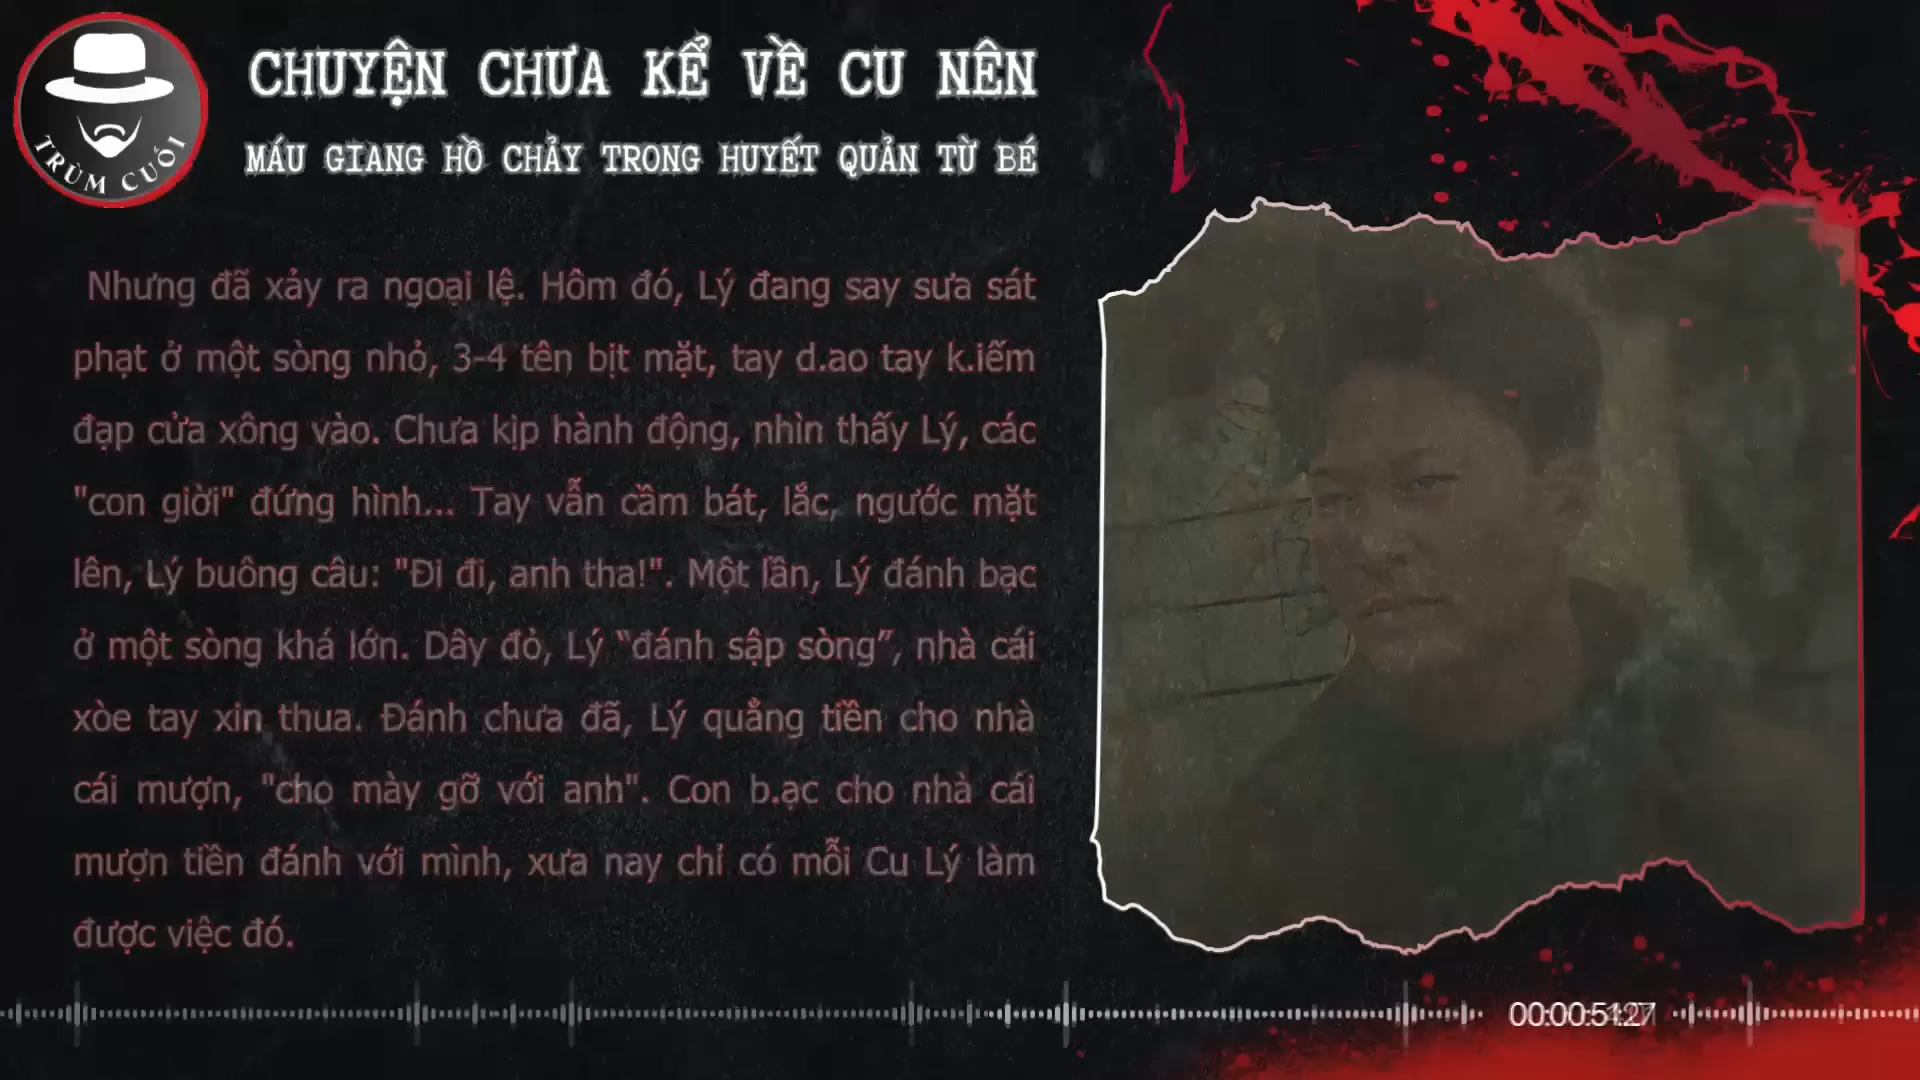 CHUYỆN CHƯA KỂ VỀ CU NÊN
MÁU GIANG HỒ CHẢY TRONG HUYẾT QUẢN TỪ BÉ
TRÙM CUỐI
Nhưng đã xảy ra ngoại lệ. Hôm đó, Lý đang say sưa sát
phạt ở một sòng nhỏ, 3-4 tên bịt mặt, tay d.ao tay k.iếm
đạp cửa xông vào. Chưa kịp hành động, nhìn thấy Lý, các
"con giời" đứng hình... Tay vẫn cầm bát, lắc, ngước mặt
lên, Lý buông câu: "Đi đi, anh tha!". Một lần, Lý đánh bạc
ở một sòng khá lớn. Dây đỏ, Lý “đánh sập sòng”, nhà cái
xòe tay xin thua. Đánh chưa đã, Lý quẳng tiền cho nhà
cái mượn, "cho mày gỡ với anh". Con b.ạc cho nhà cái
mượn tiền đánh với mình, xưa nay chỉ có mỗi Cu Lý làm
được việc đó.